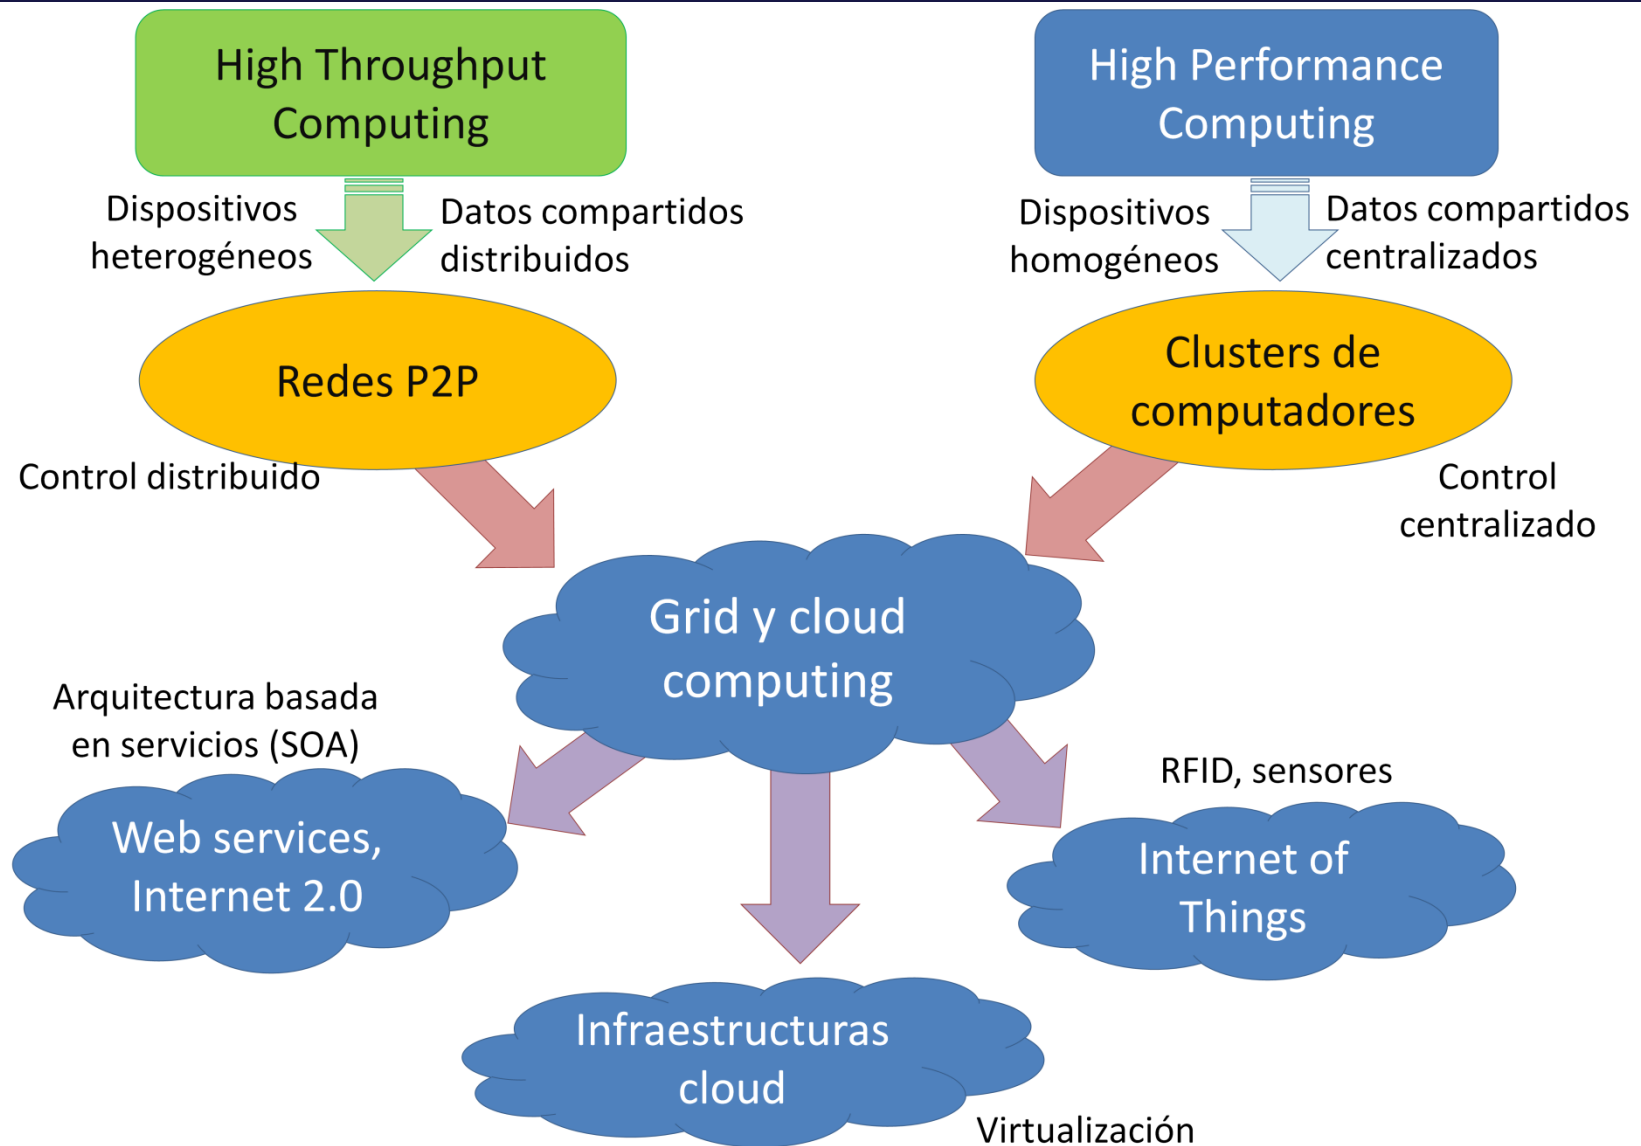 High Throughput
Computing
High Performance
Computing
Dispositivos
heterogéneos
Datos compartidos
distribuidos
Dispositivos
homogéneos
Datos compartidos
centralizados
Redes P2P
Clusters de
computadores
Control distribuido
Control
centralizado
Grid y cloud
computing
Arquitectura basada
en servicios (SOA)
RFID, sensores
Web services,
Internet 2.0
Internet of
Things
Infraestructuras
cloud
Virtualización